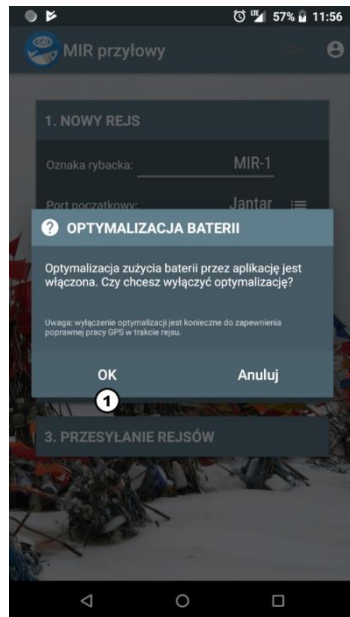 57% 11:56
MIR przyłowy
1. NOWY REJS
Oznaka rybacka: MIR-1
Port początkowy: Jantar
OPTYMALIZACJA BATERII
Optymalizacja zużycia baterii przez aplikację jest
włączona. Czy chcesz wyłączyć optymalizację?
Uwaga: wyłączenie optymalizacji jest konieczne do zapewnienia
poprawnej pracy GPS w trakcie rejsu.
OK Anuluj
1
3. PRZESYŁANIE REJSÓW